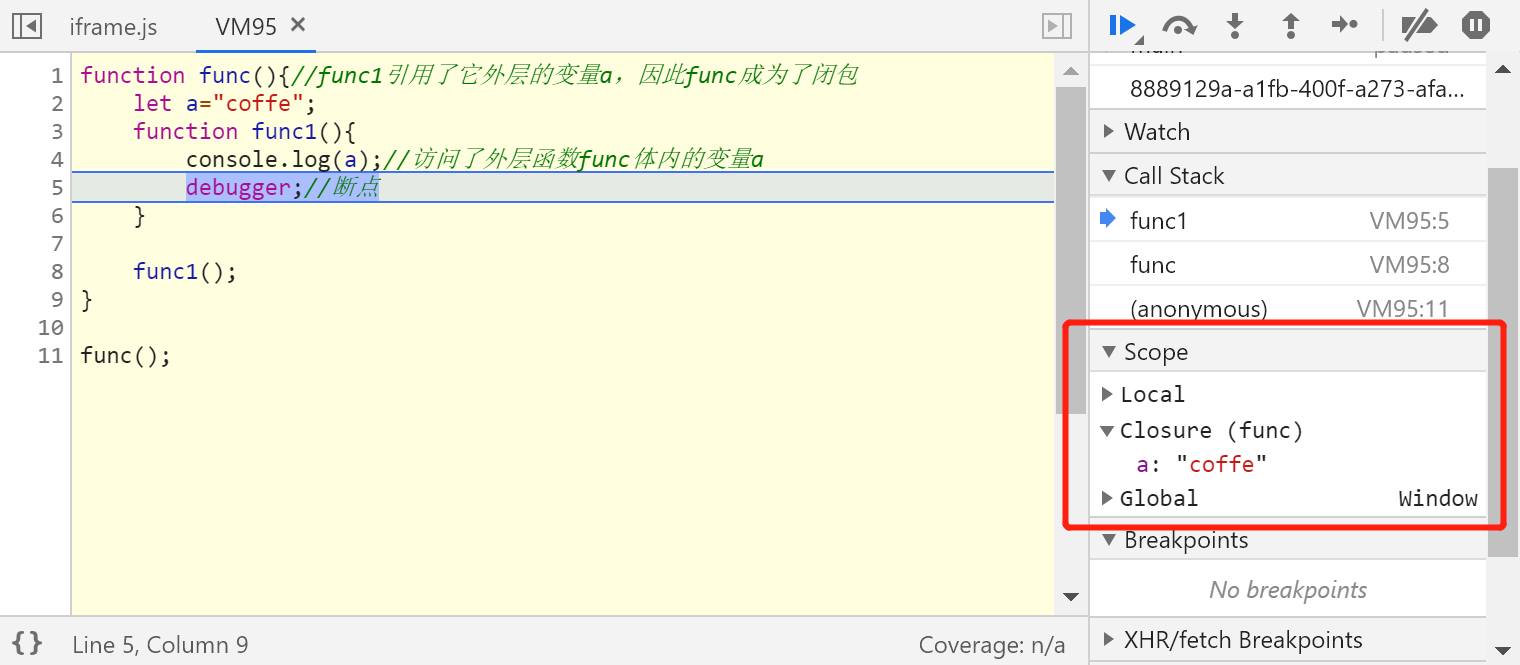 iframe.js
VM95 ×
1 function func(){//func1引用了它外层的变量a，因此func成为了闭包
2 let a="coffe";
3 function func1(){
4 console.log(a);//访问了外层函数func体内的变量a
5 debugger;//断点
6 }
7
8 func1();
9 }
10
11 func();
{} Line 5, Column 9
Coverage: n/a
8889129a-a1fb-400f-a273-afa...
Watch
Call Stack
func1 VM95:5
func VM95:8
(anonymous) VM95:11
Scope
Local
Closure (func)
a: "coffe"
Global Window
Breakpoints
No breakpoints
XHR/fetch Breakpoints